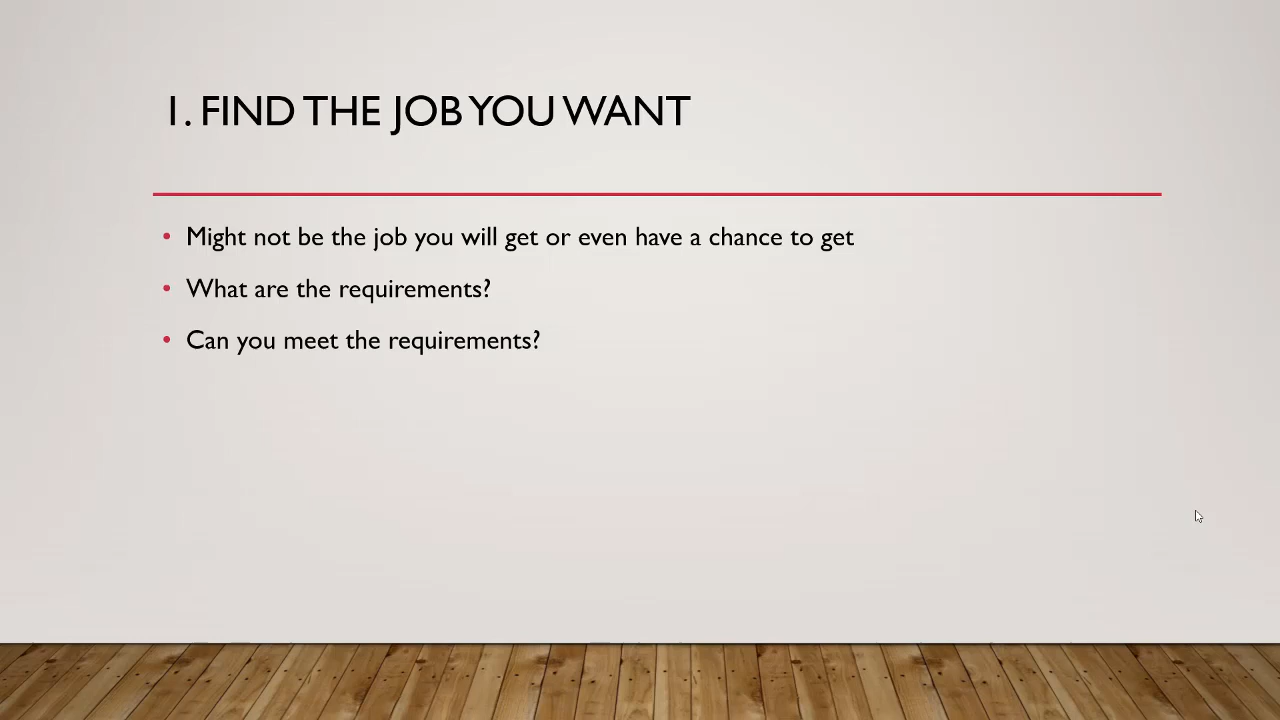 1. FIND THE JOB YOU WANT
• Might not be the job you will get or even have a chance to get
• What are the requirements?
• Can you meet the requirements?